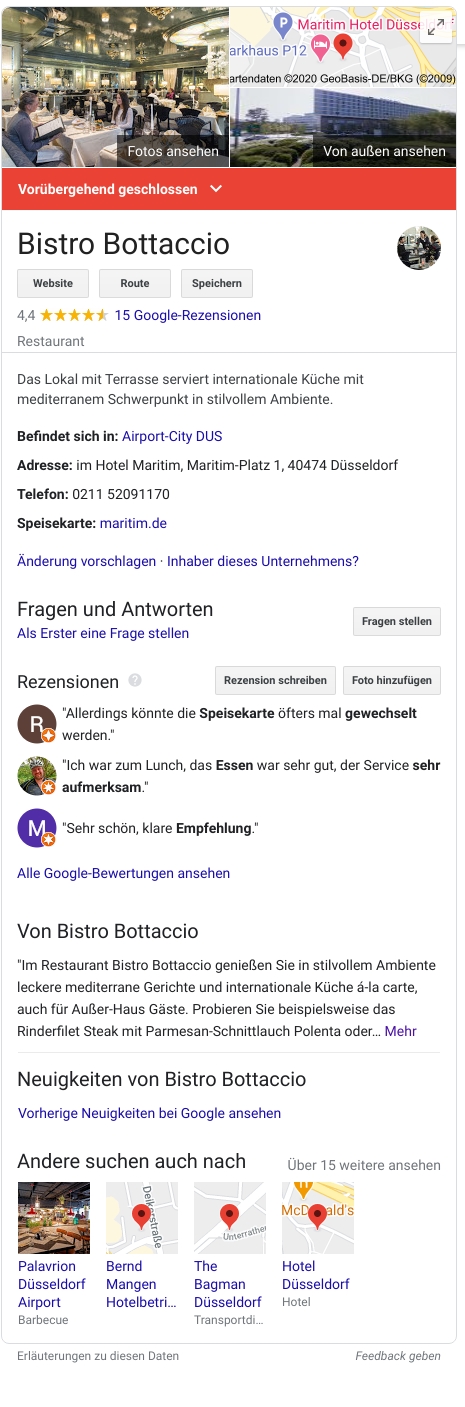 Maritim Hotel Düsseldorf
arkhaus P12
artendaten ©2020 GeoBasis-DE/BKG (©2009)
Fotos ansehen
Von außen ansehen
Vorübergehend geschlossen
Bistro Bottaccio
Website Route Speichern
4,4 15 Google-Rezensionen
Restaurant
Das Lokal mit Terrasse serviert internationale Küche mit
mediterranem Schwerpunkt in stilvollem Ambiente.
Befindet sich in: Airport-City DUS
Adresse: im Hotel Maritim, Maritim-Platz 1, 40474 Düsseldorf
Telefon: 0211 52091170
Speisekarte: maritim.de
Änderung vorschlagen · Inhaber dieses Unternehmens?
Fragen und Antworten
Als Erster eine Frage stellen
Fragen stellen
Rezensionen ?
Rezension schreiben Foto hinzufügen
R
"Allerdings könnte die Speisekarte öfters mal gewechselt
werden."
"Ich war zum Lunch, das Essen war sehr gut, der Service sehr
aufmerksam."
M
"Sehr schön, klare Empfehlung."
Alle Google-Bewertungen ansehen
Von Bistro Bottaccio
"Im Restaurant Bistro Bottaccio genießen Sie in stilvollem Ambiente
leckere mediterrane Gerichte und internationale Küche á-la carte,
auch für Außer-Haus Gäste. Probieren Sie beispielsweise das
Rinderfilet Steak mit Parmesan-Schnittlauch Polenta oder… Mehr
Neuigkeiten von Bistro Bottaccio
Vorherige Neuigkeiten bei Google ansehen
Andere suchen auch nach
Über 15 weitere ansehen
Deikerstraße
Unterrather
McDonald's
Palavrion
Düsseldorf
Airport
Barbecue
Bernd
Mangen
Hotelbetri…
The
Bagman
Düsseldorf
Transportdi…
Hotel
Düsseldorf
Hotel
Erläuterungen zu diesen Daten
Feedback geben